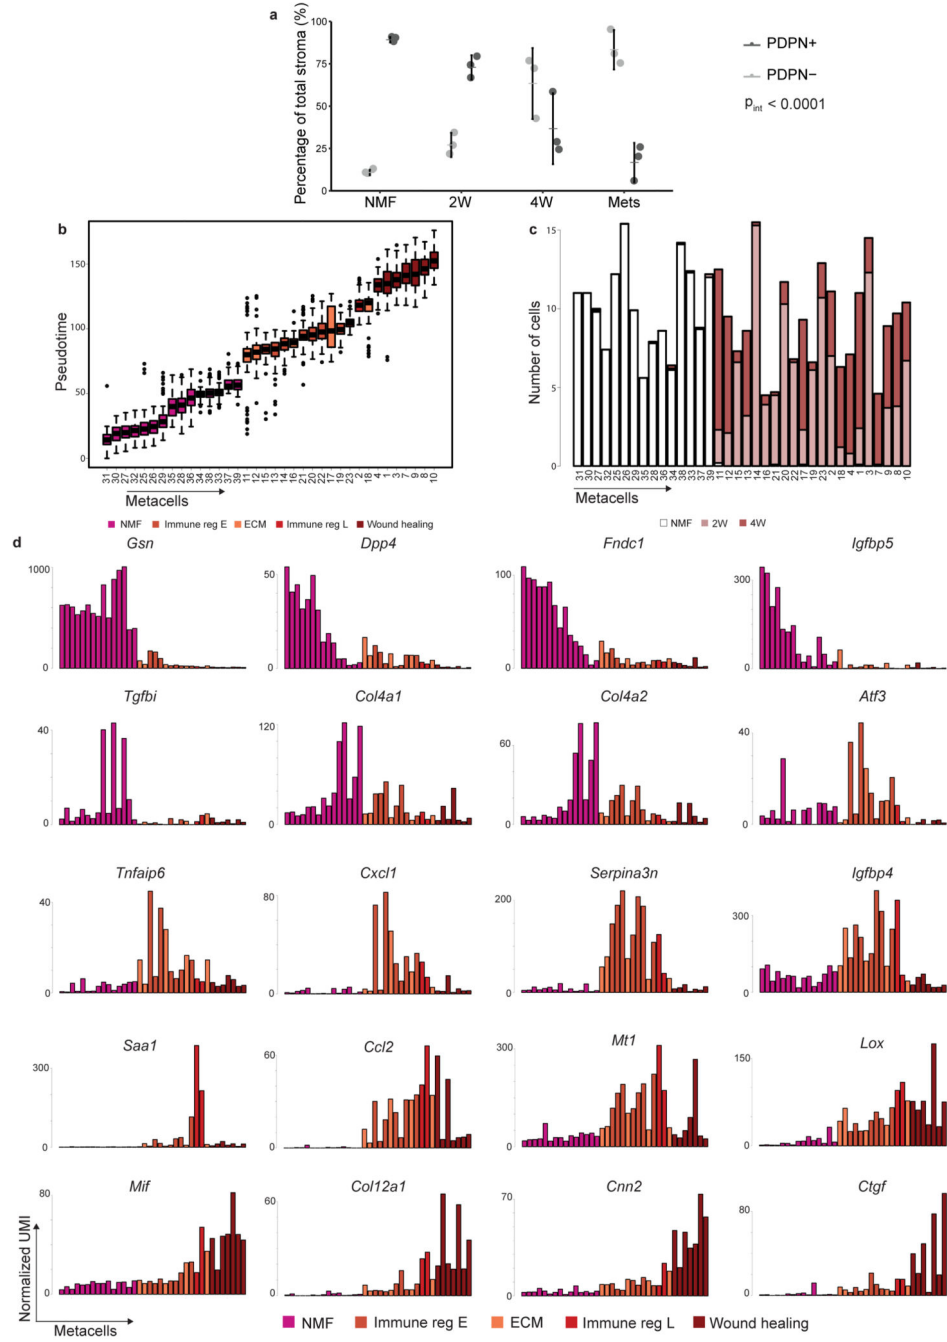 a
Percentage of total stroma (%)
100
75
50
25
0
NMF 2W 4W Mets
PDPN+
PDPN−
pint < 0.0001
b
Pseudotime
150
100
50
0
31 30 27 32 25 26 29 35 28 36 34 38 33 37 39 11 12 15 13 14 16 21 20 22 17 19 23 2 18 4 1 3 7 9 8 10
Metacells
NMF Immune reg E ECM Immune reg L Wound healing
c
Number of cells
15
10
5
0
31 30 27 32 25 26 29 35 28 36 34 38 33 37 39 11 12 15 13 14 16 21 20 22 17 19 23 2 18 4 1 3 7 9 8 10
Metacells
NMF 2W 4W
d
Gsn Dpp4 Fndc1 Igfbp5
1000 50 100 300
0 0 0 0
Tgfbi Col4a1 Col4a2 Atf3
40 120 60 40
0 0 0 0
Tnfaip6 Cxcl1 Serpina3n Igfbp4
40 80 200 300
0 0 0 0
Saa1 Ccl2 Mt1 Lox
300 60 300 150
0 0 0 0
Mif Col12a1 Cnn2 Ctgf
80 60 70 80
0 0 0 0
Normalized UMI
Metacells
NMF Immune reg E ECM Immune reg L Wound healing